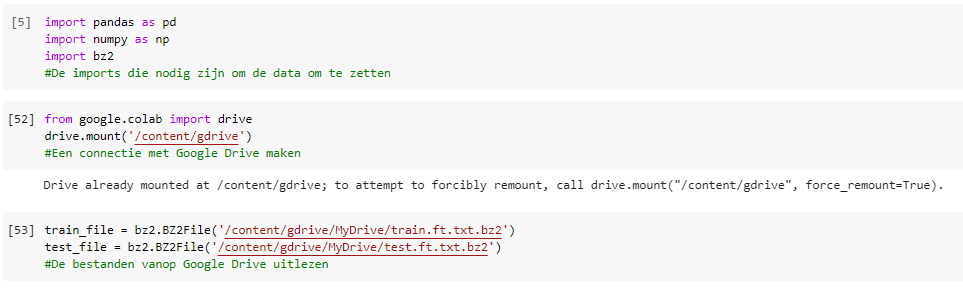 [5] import pandas as pd
import numpy as np
import bz2
#De imports die nodig zijn om de data om te zetten
[52] from google.colab import drive
drive.mount('/content/gdrive')
#Een connectie met Google Drive maken
Drive already mounted at /content/gdrive; to attempt to forcibly remount, call drive.mount("/content/gdrive", force_remount=True).
[53] train_file = bz2.BZ2File('/content/gdrive/MyDrive/train.ft.txt.bz2')
test_file = bz2.BZ2File('/content/gdrive/MyDrive/test.ft.txt.bz2')
#De bestanden vanop Google Drive uitlezen